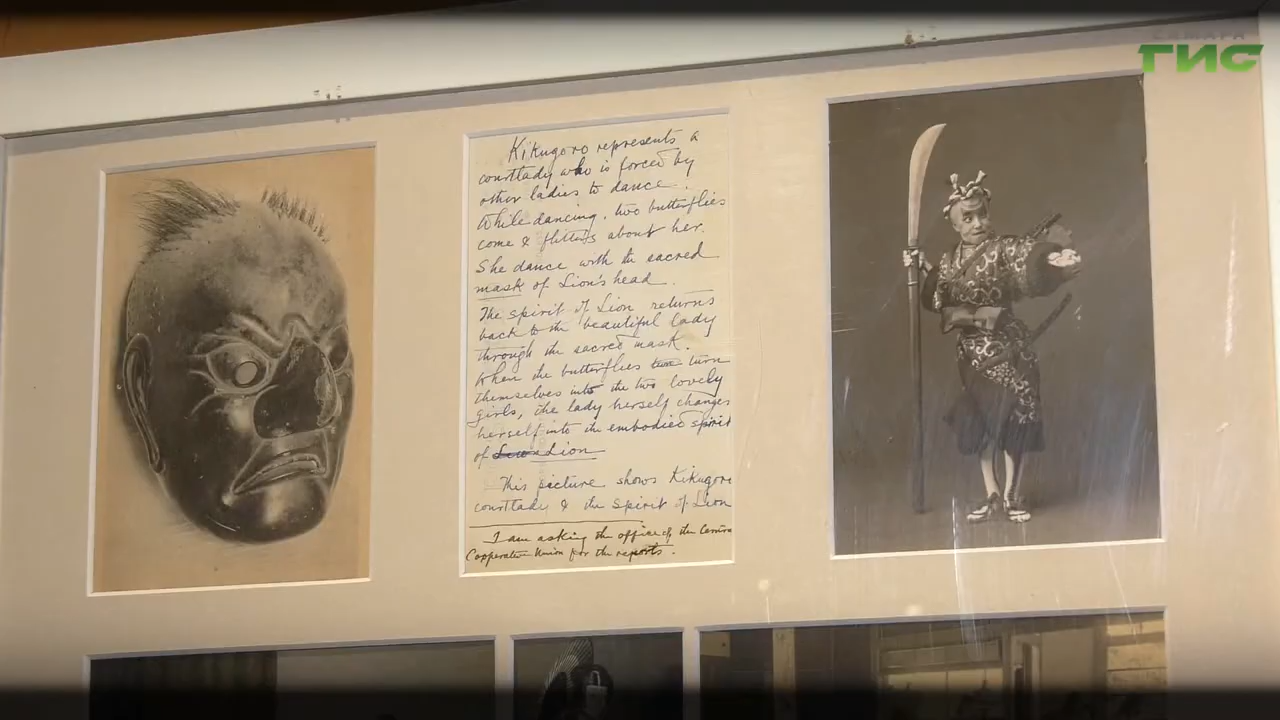 САМАРА
ГИС
Kikugoro represents a
courtlady who is forced by
other ladies to dance.
While dancing, two butterflies
come & flitting about her.
She dance with the sacred
mask of Lion's head.
The spirit of Lion returns
back to the beautiful lady
through the sacred mask.
When the butterflies turn
themselves into the two lovely
girls, the lady herself changes
herself into the embodied spirit
of Lion
This picture shows Kikugoro
courtlady & the Spirit of Lion
I am asking the office of the
Cooperative Union for the reports.